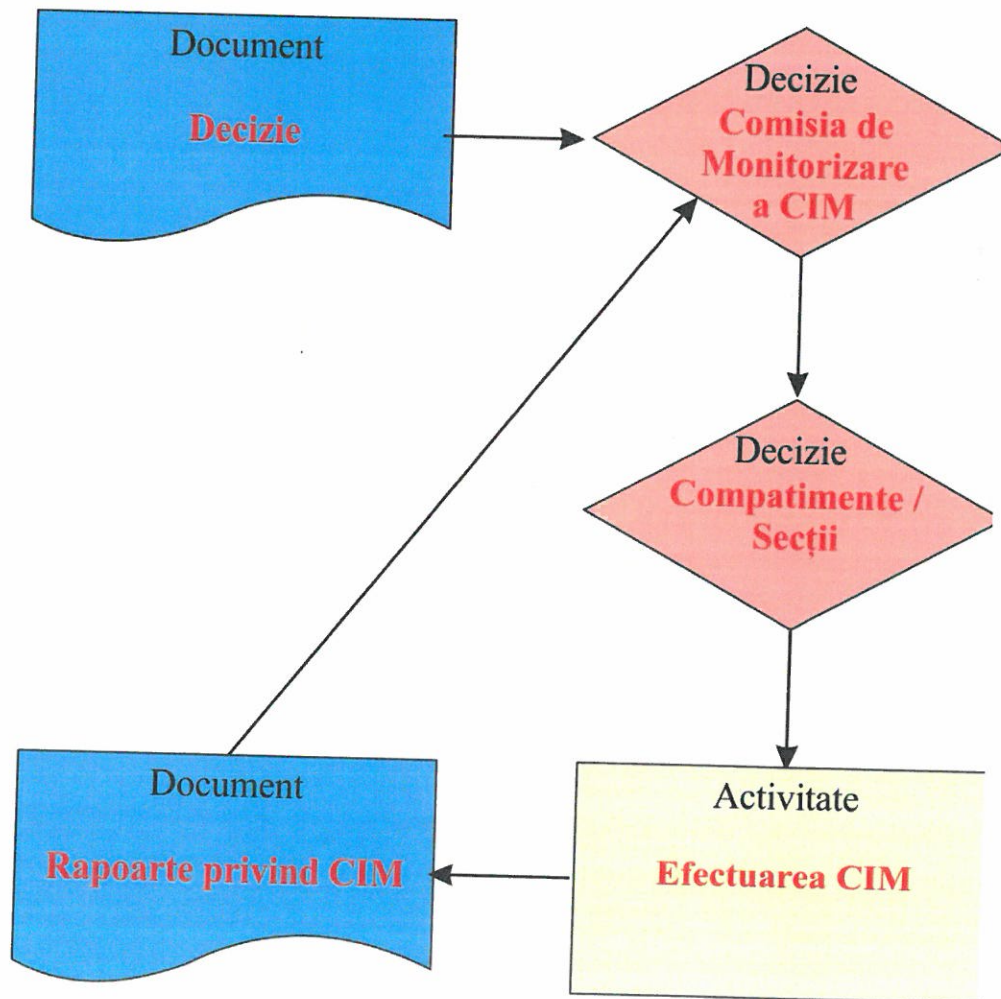 Document
Decizie
Decizie
Comisia de
Monitorizare
a CIM
Decizie
Compatimente /
Secții
Activitate
Efectuarea CIM
Document
Rapoarte privind CIM